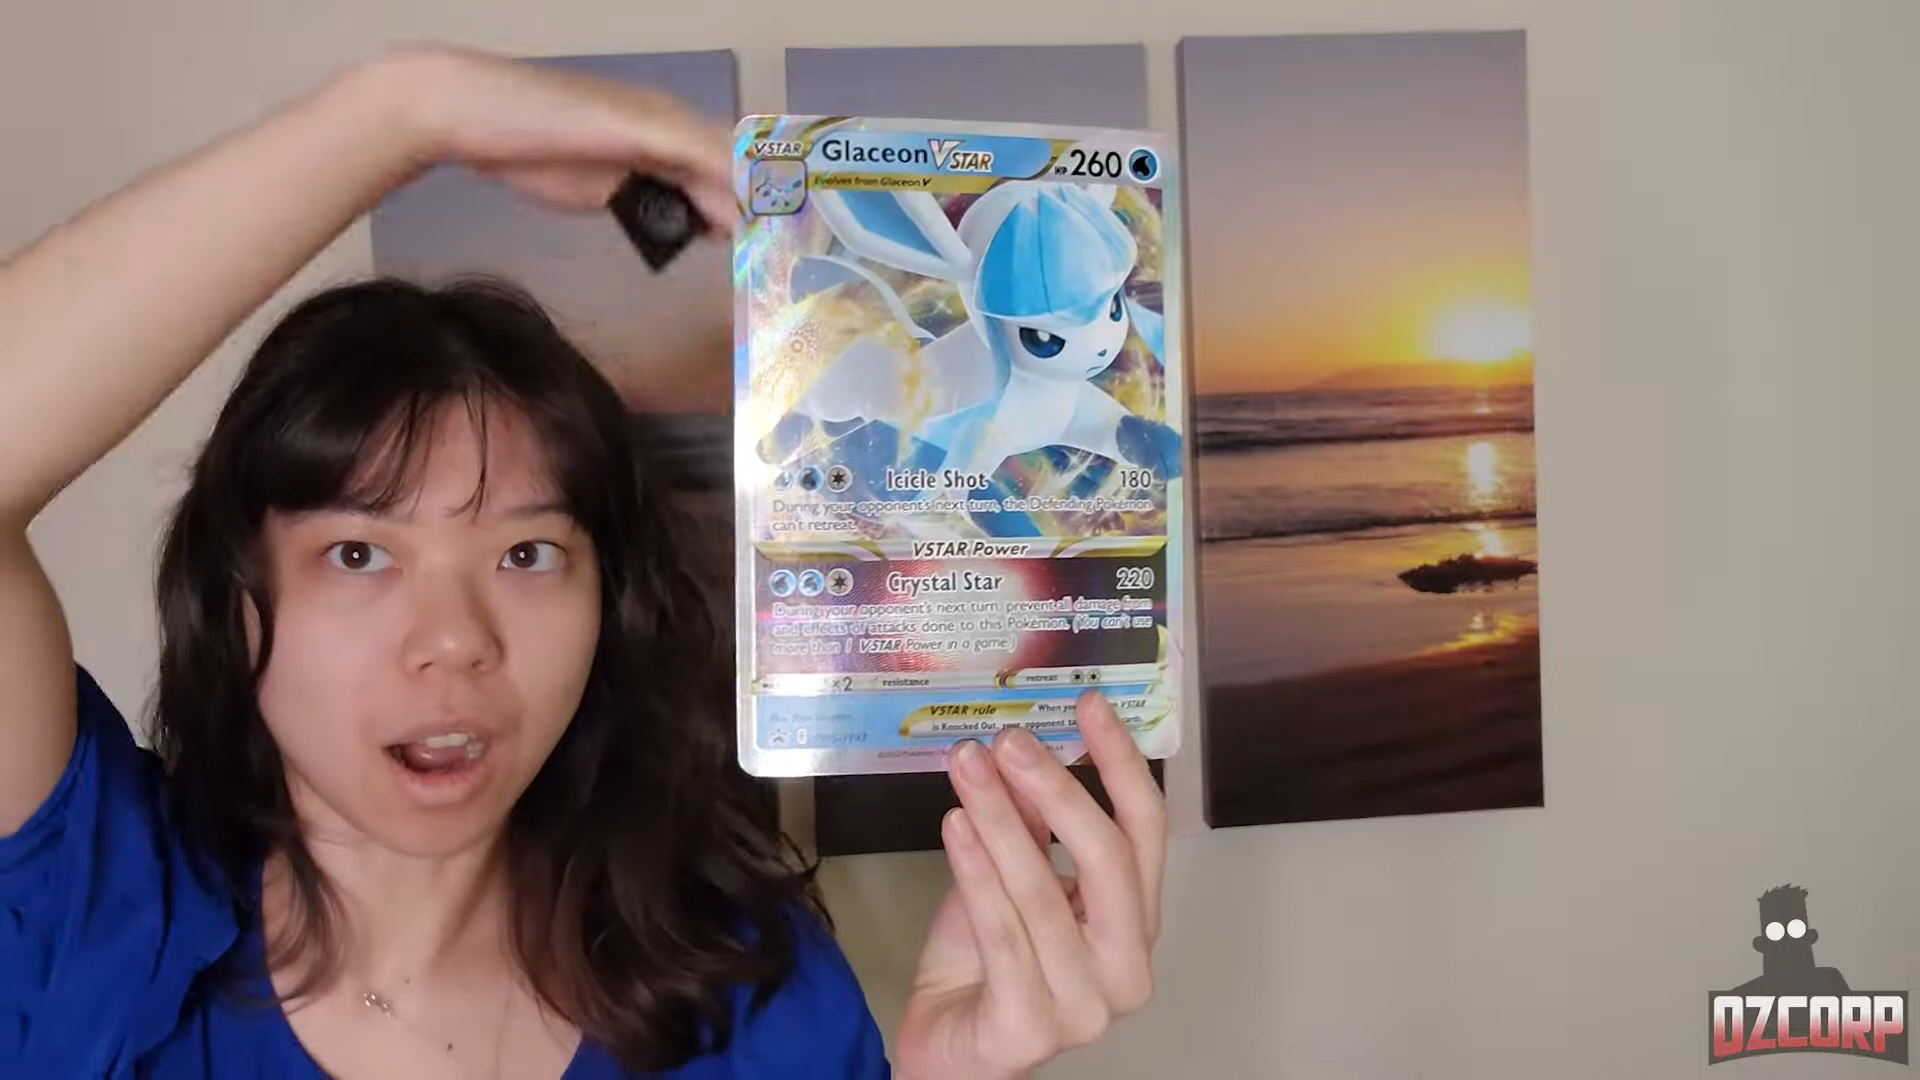 VSTAR Glaceon VSTAR HP 260
Evolves from Glaceon V
Icicle Shot 180
During your opponent's next turn, the Defending Pokémon
can't retreat.
VSTAR Power
Crystal Star 220
During your opponent's next turn, prevent all damage from
and effects of attacks done to this Pokémon. (You can't use
more than 1 VSTAR Power in a game.)
×2 resistance retreat
VSTAR rule When VSTAR
is Knocked Out, your opponent cards.
OZCORP